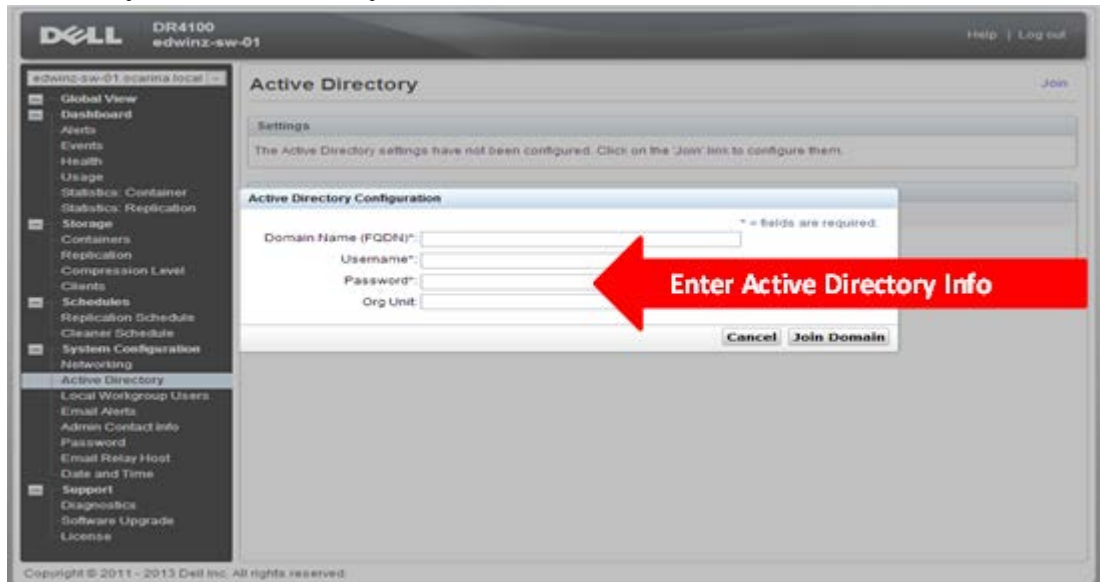 DELL
DR4100
edwinz-sw-01
Help | Log out
edwinz-sw-01.ocarina.local
Global View
Dashboard
Alerts
Events
Health
Usage
Statistics: Container
Statistics: Replication
Storage
Containers
Replication
Compression Level
Clients
Schedules
Replication Schedule
Cleaner Schedule
System Configuration
Networking
Active Directory
Local Workgroup Users
Email Alerts
Admin Contact Info
Password
Email Relay Host
Date and Time
Support
Diagnostics
Software Upgrade
License
Active Directory
Join
Settings
The Active Directory settings have not been configured. Click on the 'Join' link to configure them.
Active Directory Configuration
* = fields are required.
Domain Name (FQDN)*:
Username*:
Password*:
Org Unit:
Enter Active Directory Info
Cancel Join Domain
Copyright © 2011 - 2013 Dell Inc. All rights reserved.